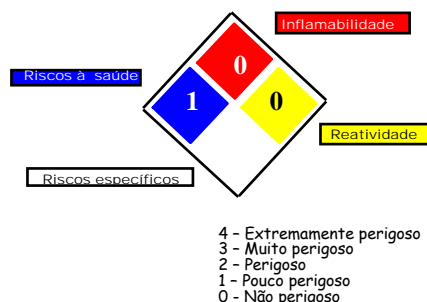 Inflamabilidade
0
Riscos à saúde
1
0
Reatividade
Riscos específicos
4 - Extremamente perigoso
3 - Muito perigoso
2 - Perigoso
1 - Pouco perigoso
0 - Não perigoso